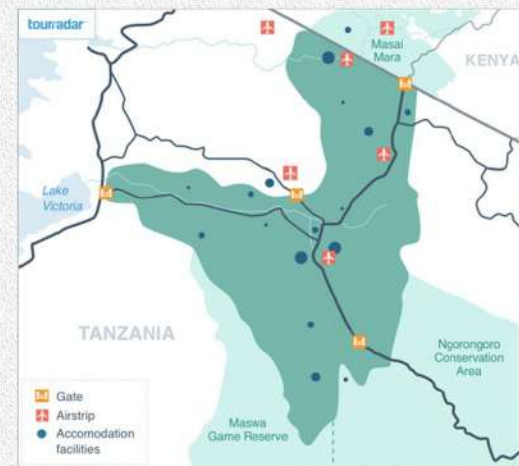 tourradar
Masai
Mara
KENYA
Lake
Victoria
TANZANIA
Ngorongoro
Conservation
Area
Maswa
Game Reserve
Gate
Airstrip
Accomodation
facilities